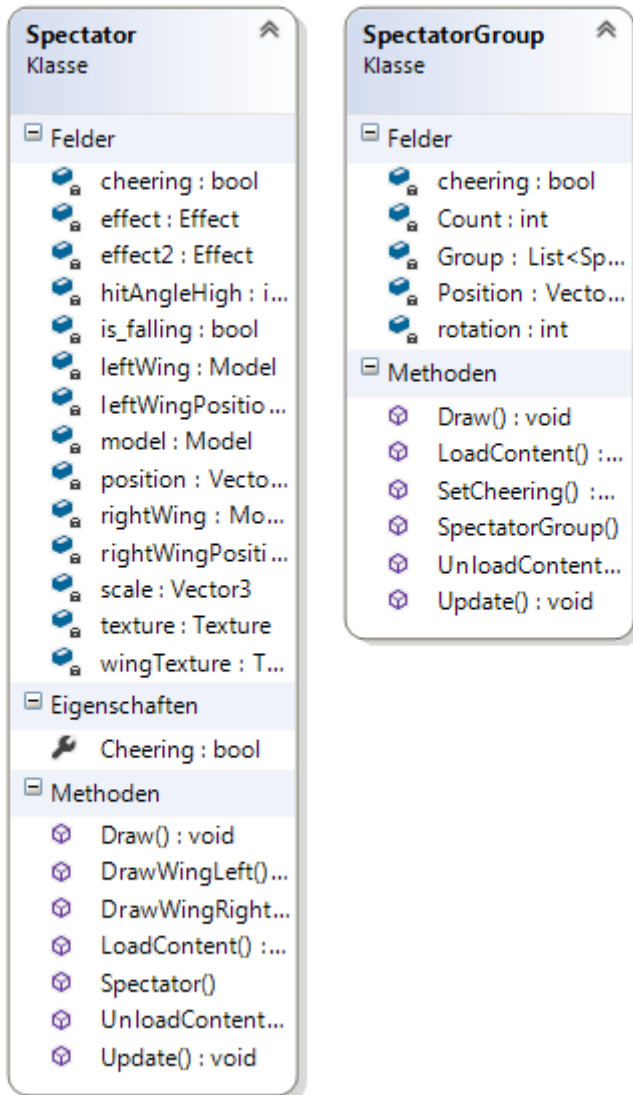 Spectator
Klasse
Felder
cheering : bool
effect : Effect
effect2 : Effect
hitAngleHigh : i...
is_falling : bool
leftWing : Model
leftWingPositio...
model : Model
position : Vecto...
rightWing : Mo...
rightWingPositi...
scale : Vector3
texture : Texture
wingTexture : T...
Eigenschaften
Cheering : bool
Methoden
Draw() : void
DrawWingLeft()...
DrawWingRight...
LoadContent() :...
Spectator()
UnloadContent...
Update() : void
SpectatorGroup
Klasse
Felder
cheering : bool
Count : int
Group : List<Sp...
Position : Vecto...
rotation : int
Methoden
Draw() : void
LoadContent() :...
SetCheering() :...
SpectatorGroup()
UnloadContent...
Update() : void